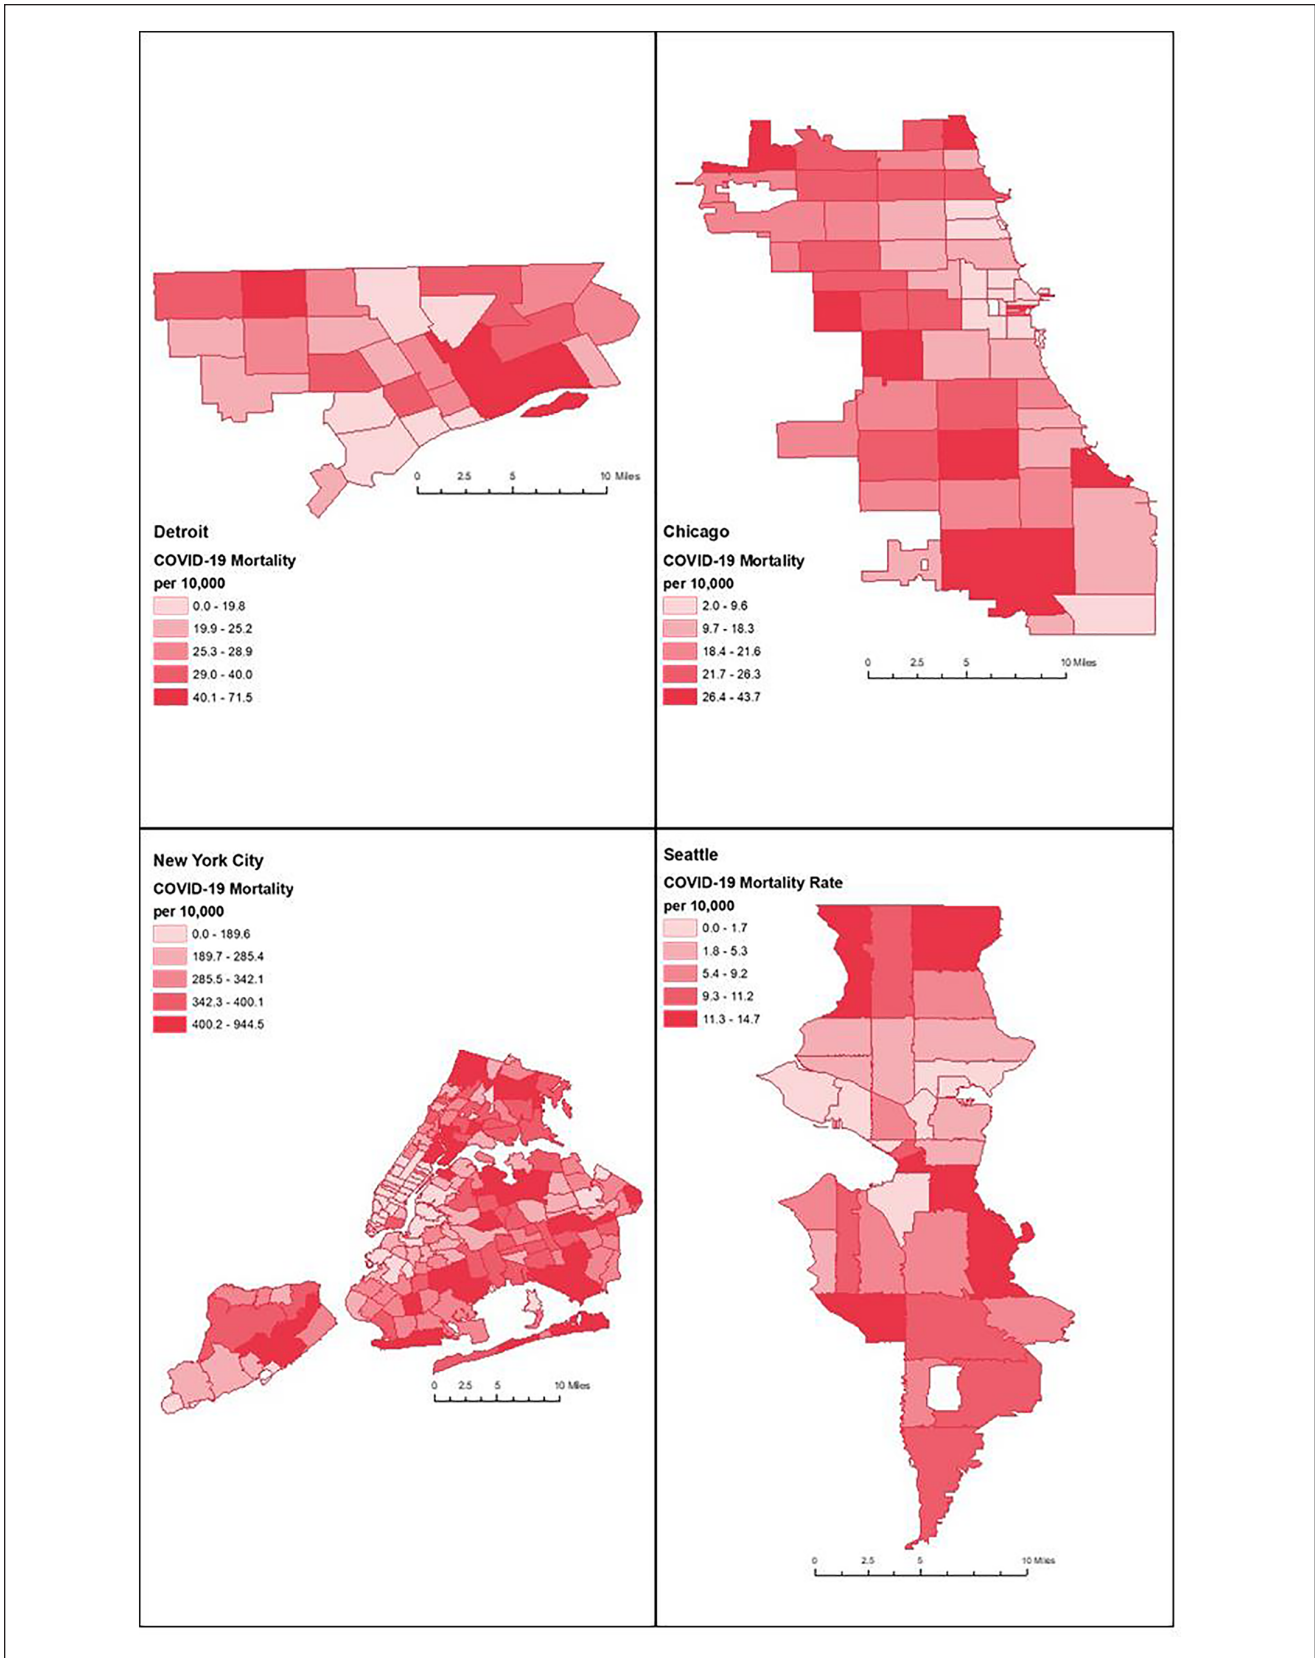 0 2.5 5 10 Miles
Detroit
COVID-19 Mortality
per 10,000
0.0 - 19.8
19.9 - 25.2
25.3 - 28.9
29.0 - 40.0
40.1 - 71.5
Chicago
COVID-19 Mortality
per 10,000
2.0 - 9.6
9.7 - 18.3
18.4 - 21.6
21.7 - 26.3
26.4 - 43.7
0 2.5 5 10 Miles
New York City
COVID-19 Mortality
per 10,000
0.0 - 189.6
189.7 - 285.4
285.5 - 342.1
342.3 - 400.1
400.2 - 944.5
0 2.5 5 10 Miles
Seattle
COVID-19 Mortality Rate
per 10,000
0.0 - 1.7
1.8 - 5.3
5.4 - 9.2
9.3 - 11.2
11.3 - 14.7
0 2.5 5 10 Miles